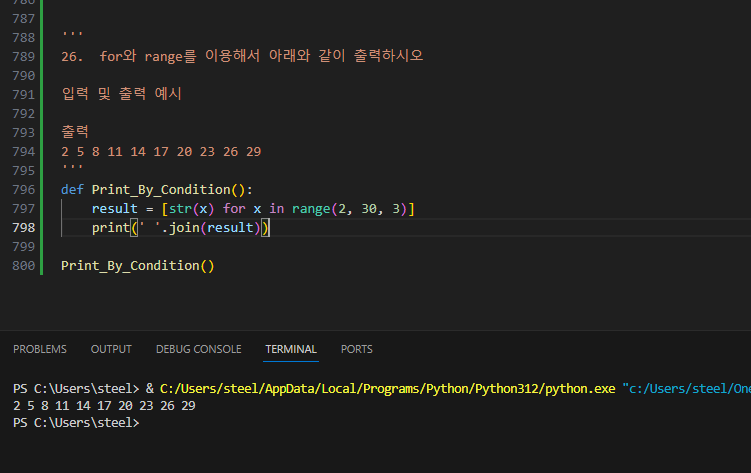 786
787
788 '''
789 26.  for와 range를 이용해서 아래와 같이 출력하시오
790
791 입력 및 출력 예시
792
793 출력
794 2 5 8 11 14 17 20 23 26 29
795 '''
796 def Print_By_Condition():
797     result = [str(x) for x in range(2, 30, 3)]
798     print(' '.join(result))
799
800 Print_By_Condition()
PROBLEMS OUTPUT DEBUG CONSOLE TERMINAL PORTS
PS C:\Users\steel> & C:/Users/steel/AppData/Local/Programs/Python/Python312/python.exe "c:/Users/steel/One
2 5 8 11 14 17 20 23 26 29
PS C:\Users\steel>